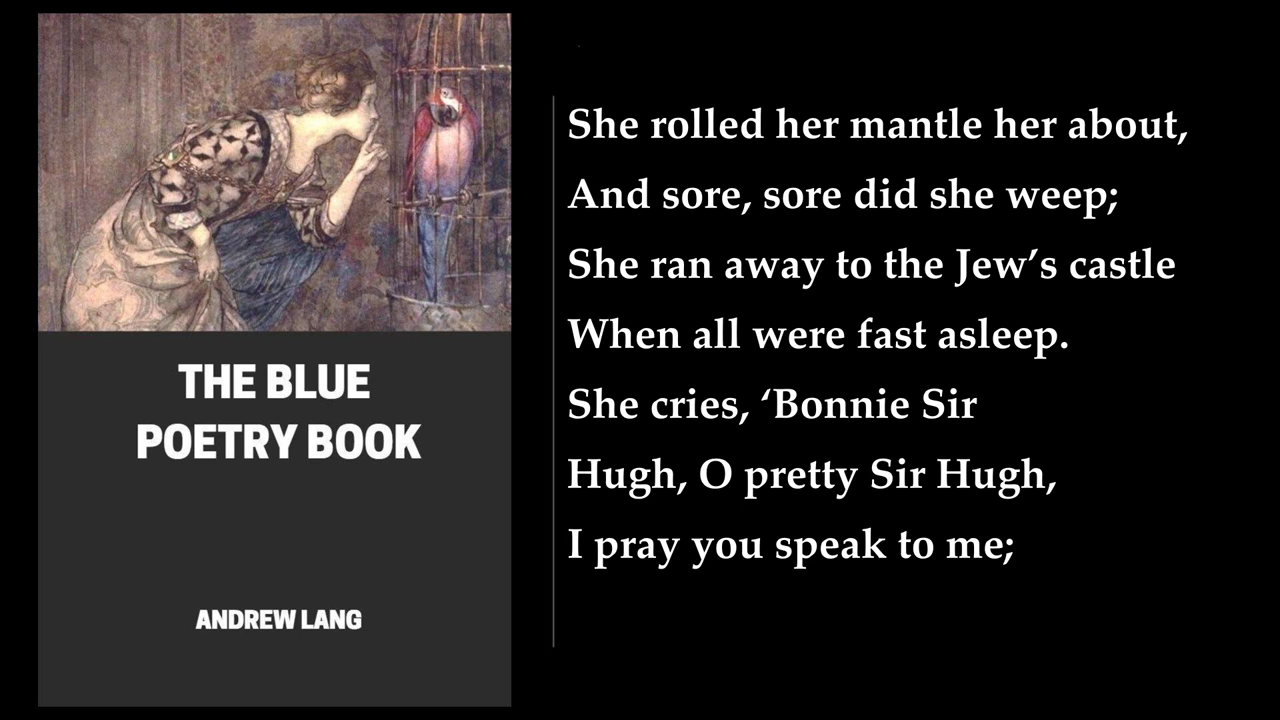 THE BLUE
POETRY BOOK
ANDREW LANG
She rolled her mantle her about,
And sore, sore did she weep;
She ran away to the Jew’s castle
When all were fast asleep.
She cries, ‘Bonnie Sir
Hugh, O pretty Sir Hugh,
I pray you speak to me;